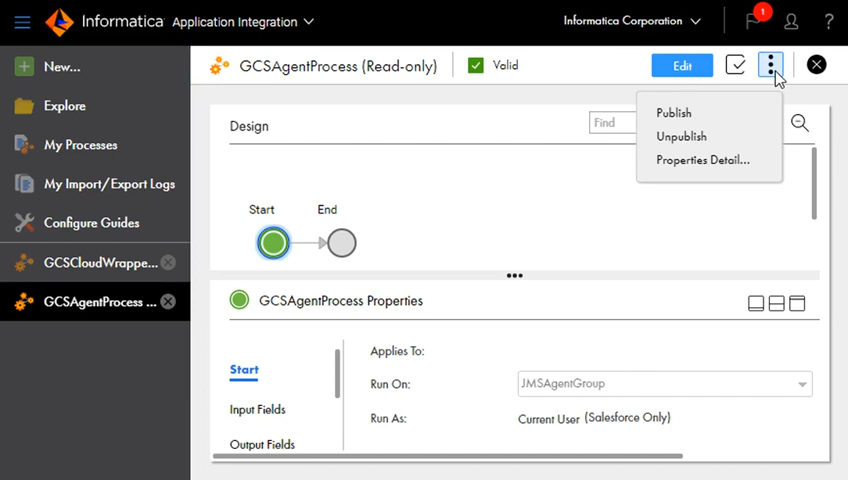 Informatica Application Integration Informatica Corporation 1 ?
New...
Explore
My Processes
My Import/Export Logs
Configure Guides
GCSCloudWrappe...
GCSAgentProcess ...
GCSAgentProcess (Read-only) Valid Edit
Publish
Unpublish
Properties Detail...
Design Find
Start End
GCSAgentProcess Properties
Start
Input Fields
Output Fields
Applies To:
Run On: JMSAgentGroup
Run As: Current User (Salesforce Only)